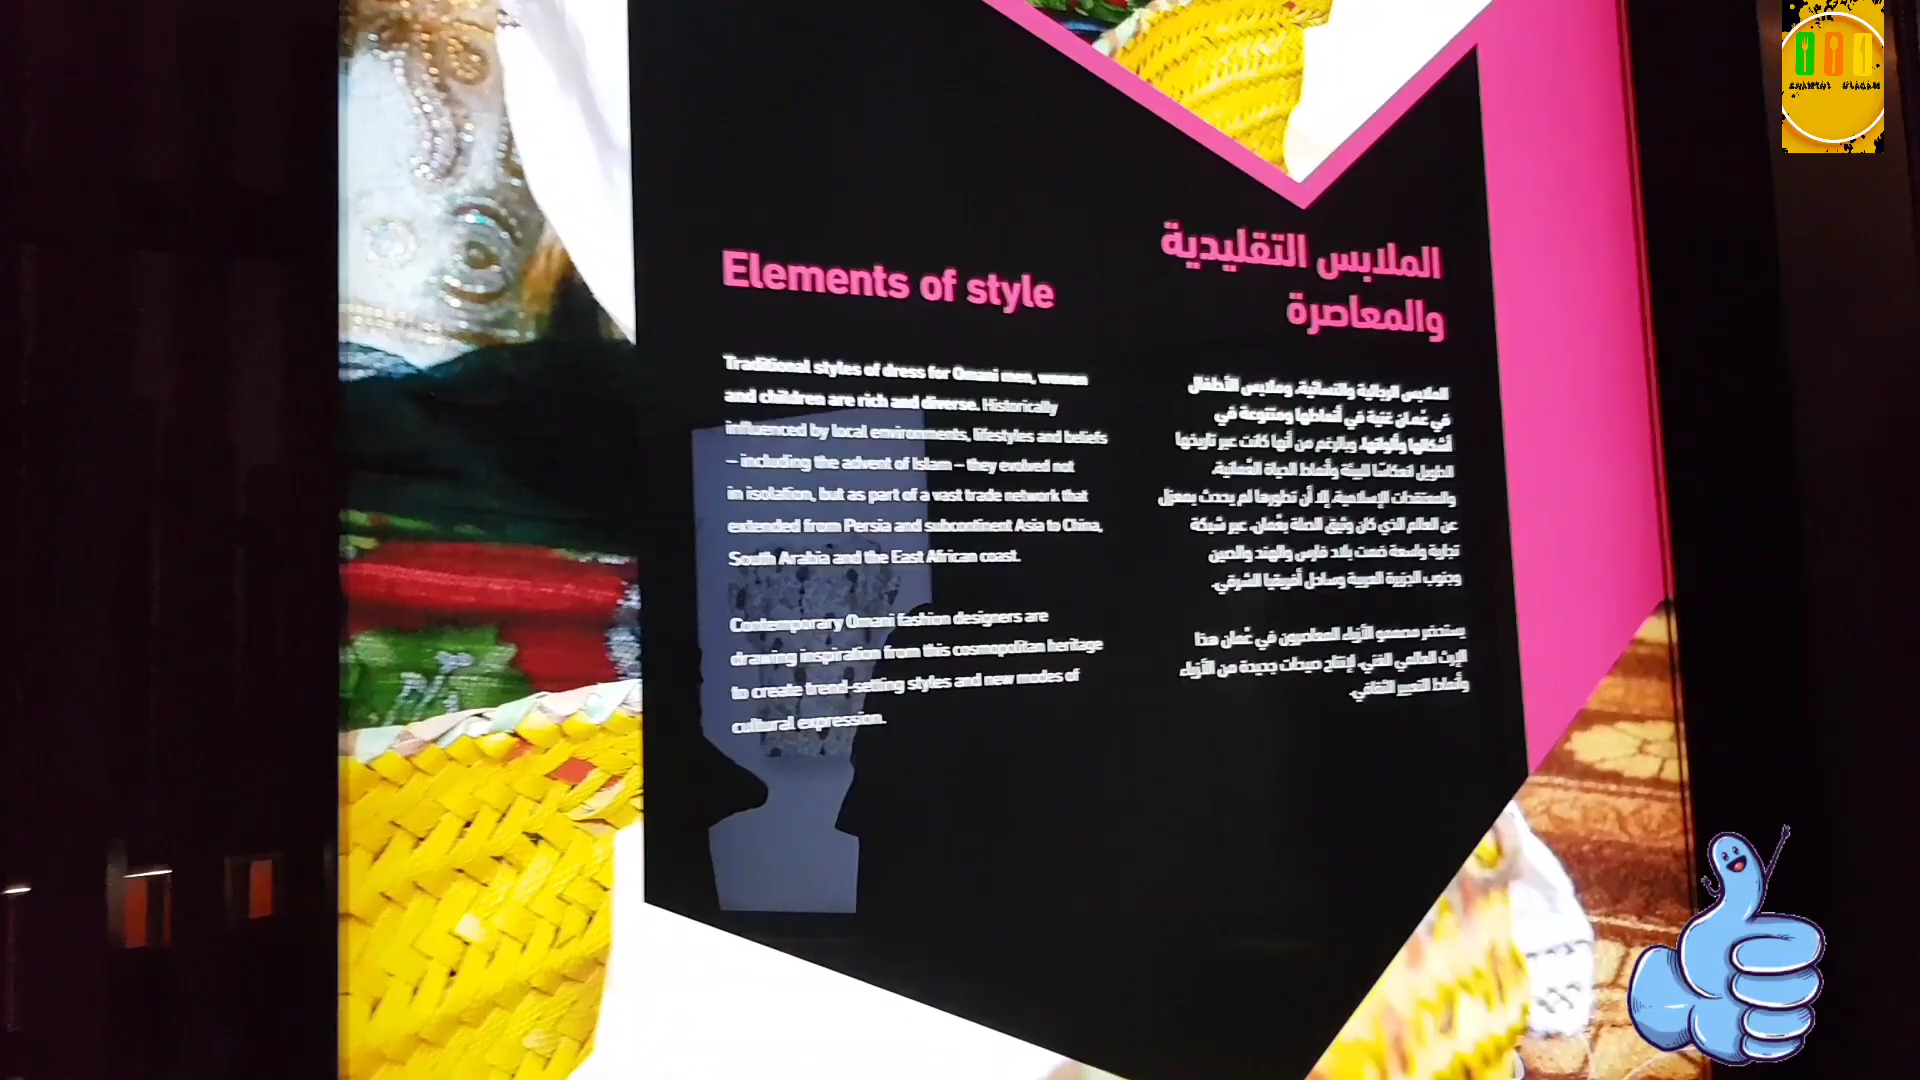 Elements of style
Traditional styles of dress for Omani men, women
and children are rich and diverse. Historically
influenced by local environments, lifestyles and beliefs
– including the advent of Islam – they evolved not
in isolation, but as part of a vast trade network that
extended from Persia and subcontinent Asia to China,
South Arabia and the East African coast.
Contemporary Omani fashion designers are
drawing inspiration from this cosmopolitan heritage
to create trend-setting styles and new modes of
cultural expression.
الملابس التقليدية
والمعاصرة
الملابس الرجالية والنسائية، وملابس الأطفال
في عُمان غنية في أنماطها ومتنوعة في
أشكالها وألوانها. وبالرغم من أنها كانت عبر تاريخها
الطويل انعكاسًا للبيئة وأنماط الحياة العُمانية،
والمعتقدات الإسلامية، إلا أن تطورها لم يحدث بمعزل
عن العالم الذي كان وثيق الصلة بعُمان، عبر شبكة
تجارية واسعة ضمت بلاد فارس والهند والصين
وجنوب الجزيرة العربية وساحل أفريقيا الشرقي.
يستحضر مصممو الأزياء المعاصرون في عُمان هذا
الإرث العالمي الغني، لإنتاج صيحات جديدة من الأزياء
وأنماط التعبير الثقافي.